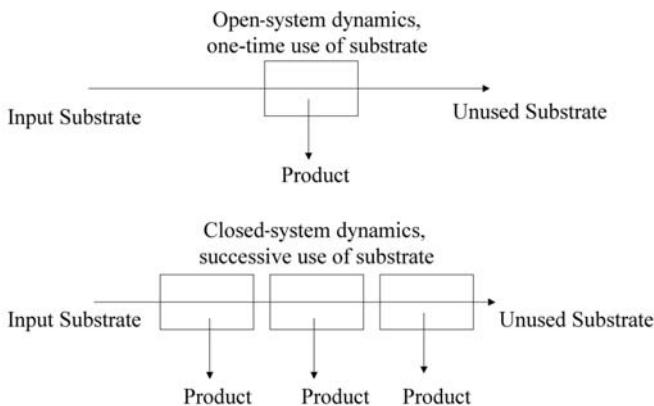 Open-system dynamics,
one-time use of substrate
Input Substrate
Unused Substrate
Product
Closed-system dynamics,
successive use of substrate
Input Substrate
Unused Substrate
Product
Product
Product